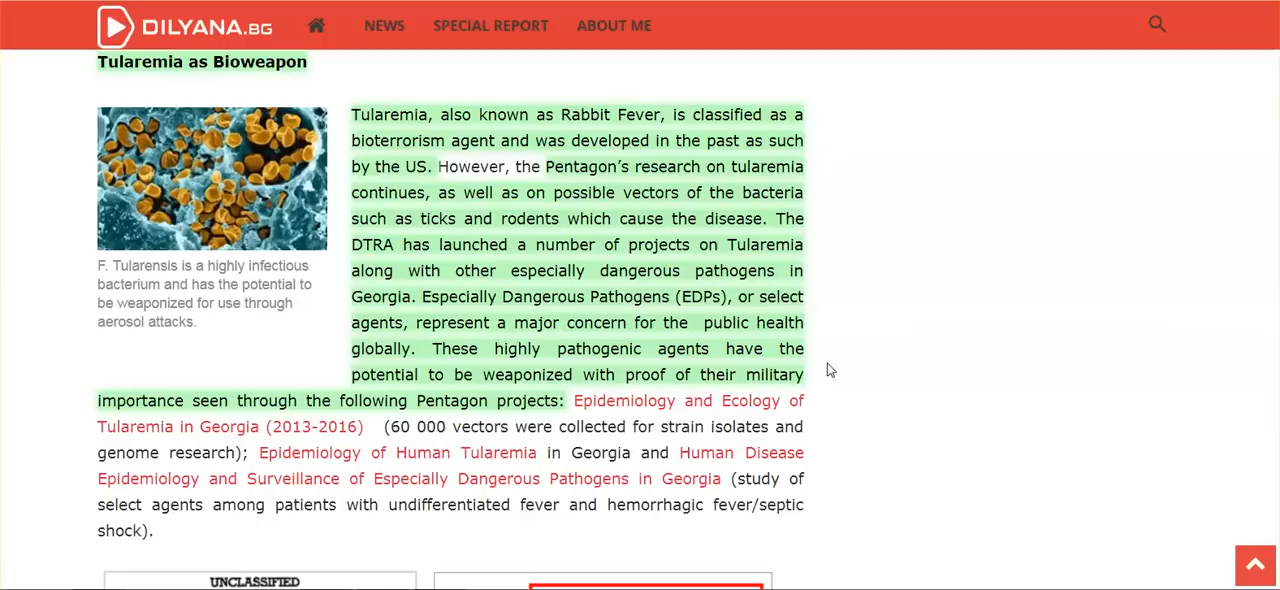 DILYANA.BG NEWS SPECIAL REPORT ABOUT ME
Tularemia as Bioweapon
Tularemia, also known as Rabbit Fever, is classified as a
bioterrorism agent and was developed in the past as such
by the US. However, the Pentagon’s research on tularemia
continues, as well as on possible vectors of the bacteria
such as ticks and rodents which cause the disease. The
DTRA has launched a number of projects on Tularemia
along with other especially dangerous pathogens in
Georgia. Especially Dangerous Pathogens (EDPs), or select
agents, represent a major concern for the public health
globally. These highly pathogenic agents have the
potential to be weaponized with proof of their military
importance seen through the following Pentagon projects: Epidemiology and Ecology of
Tularemia in Georgia (2013-2016) (60 000 vectors were collected for strain isolates and
genome research); Epidemiology of Human Tularemia in Georgia and Human Disease
Epidemiology and Surveillance of Especially Dangerous Pathogens in Georgia (study of
select agents among patients with undifferentiated fever and hemorrhagic fever/septic
shock).
F. Tularensis is a highly infectious
bacterium and has the potential to
be weaponized for use through
aerosol attacks.
UNCLASSIFIED